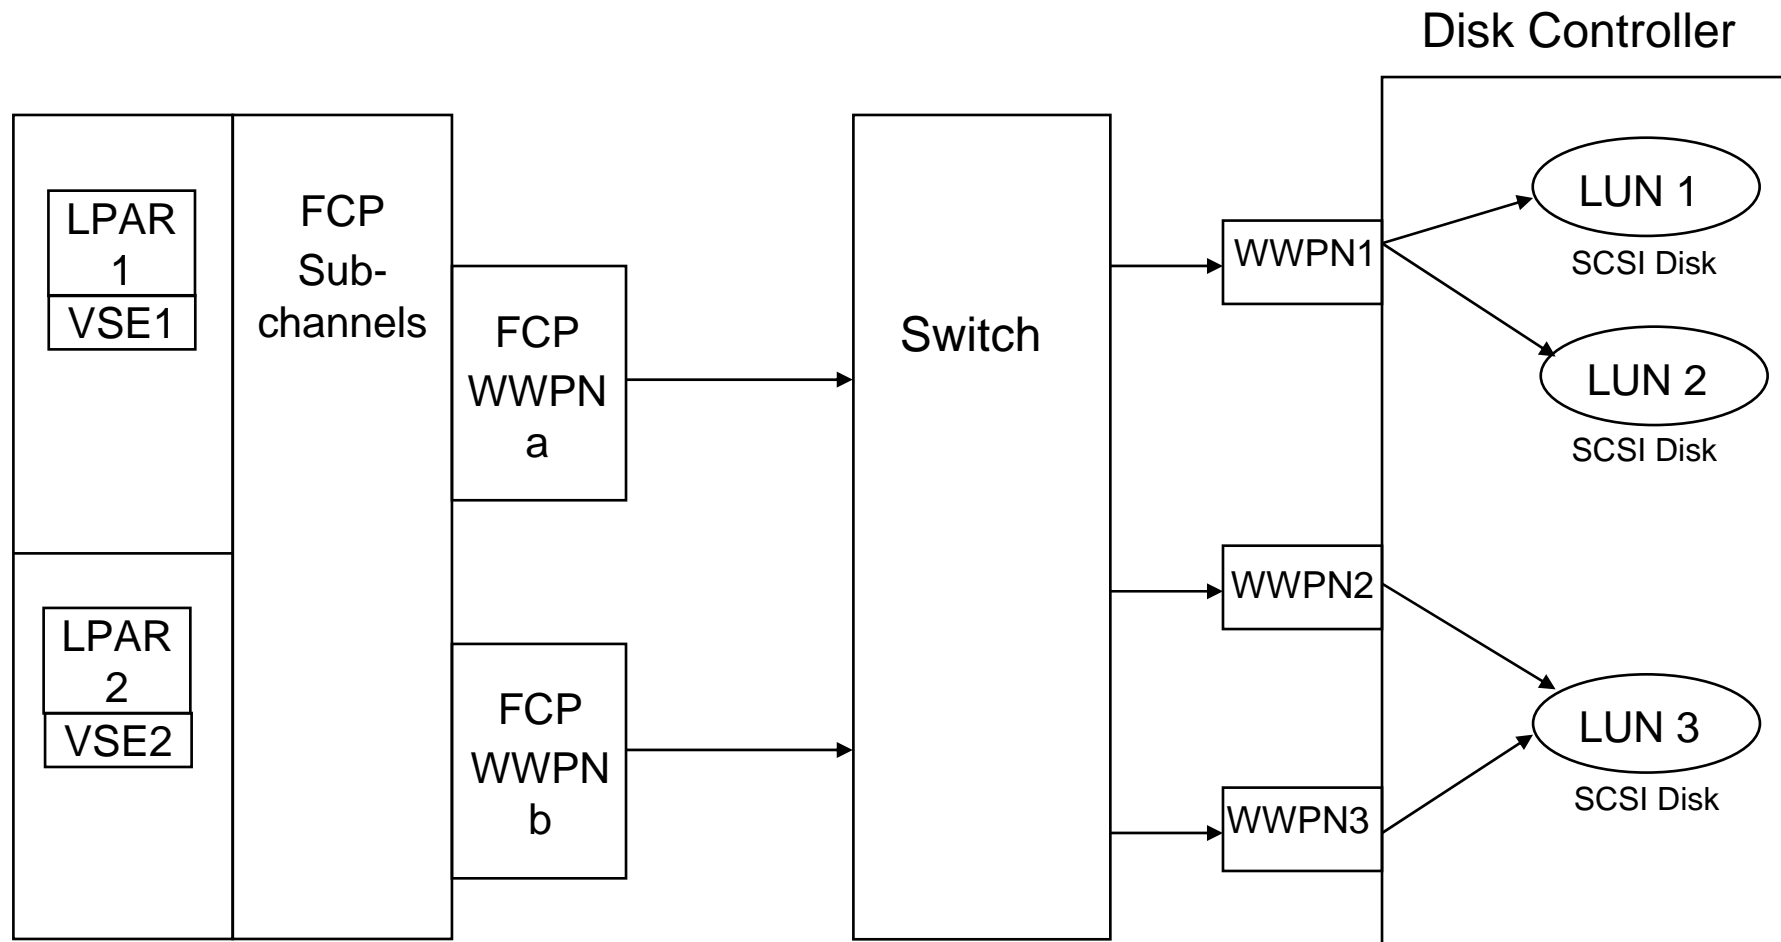 Disk Controller
LPAR
1
VSE1
FCP
Sub-
channels
FCP
WWPN
a
Switch
WWPN1
LUN 1
SCSI Disk
LUN 2
SCSI Disk
LPAR
2
VSE2
FCP
WWPN
b
WWPN2
WWPN3
LUN 3
SCSI Disk